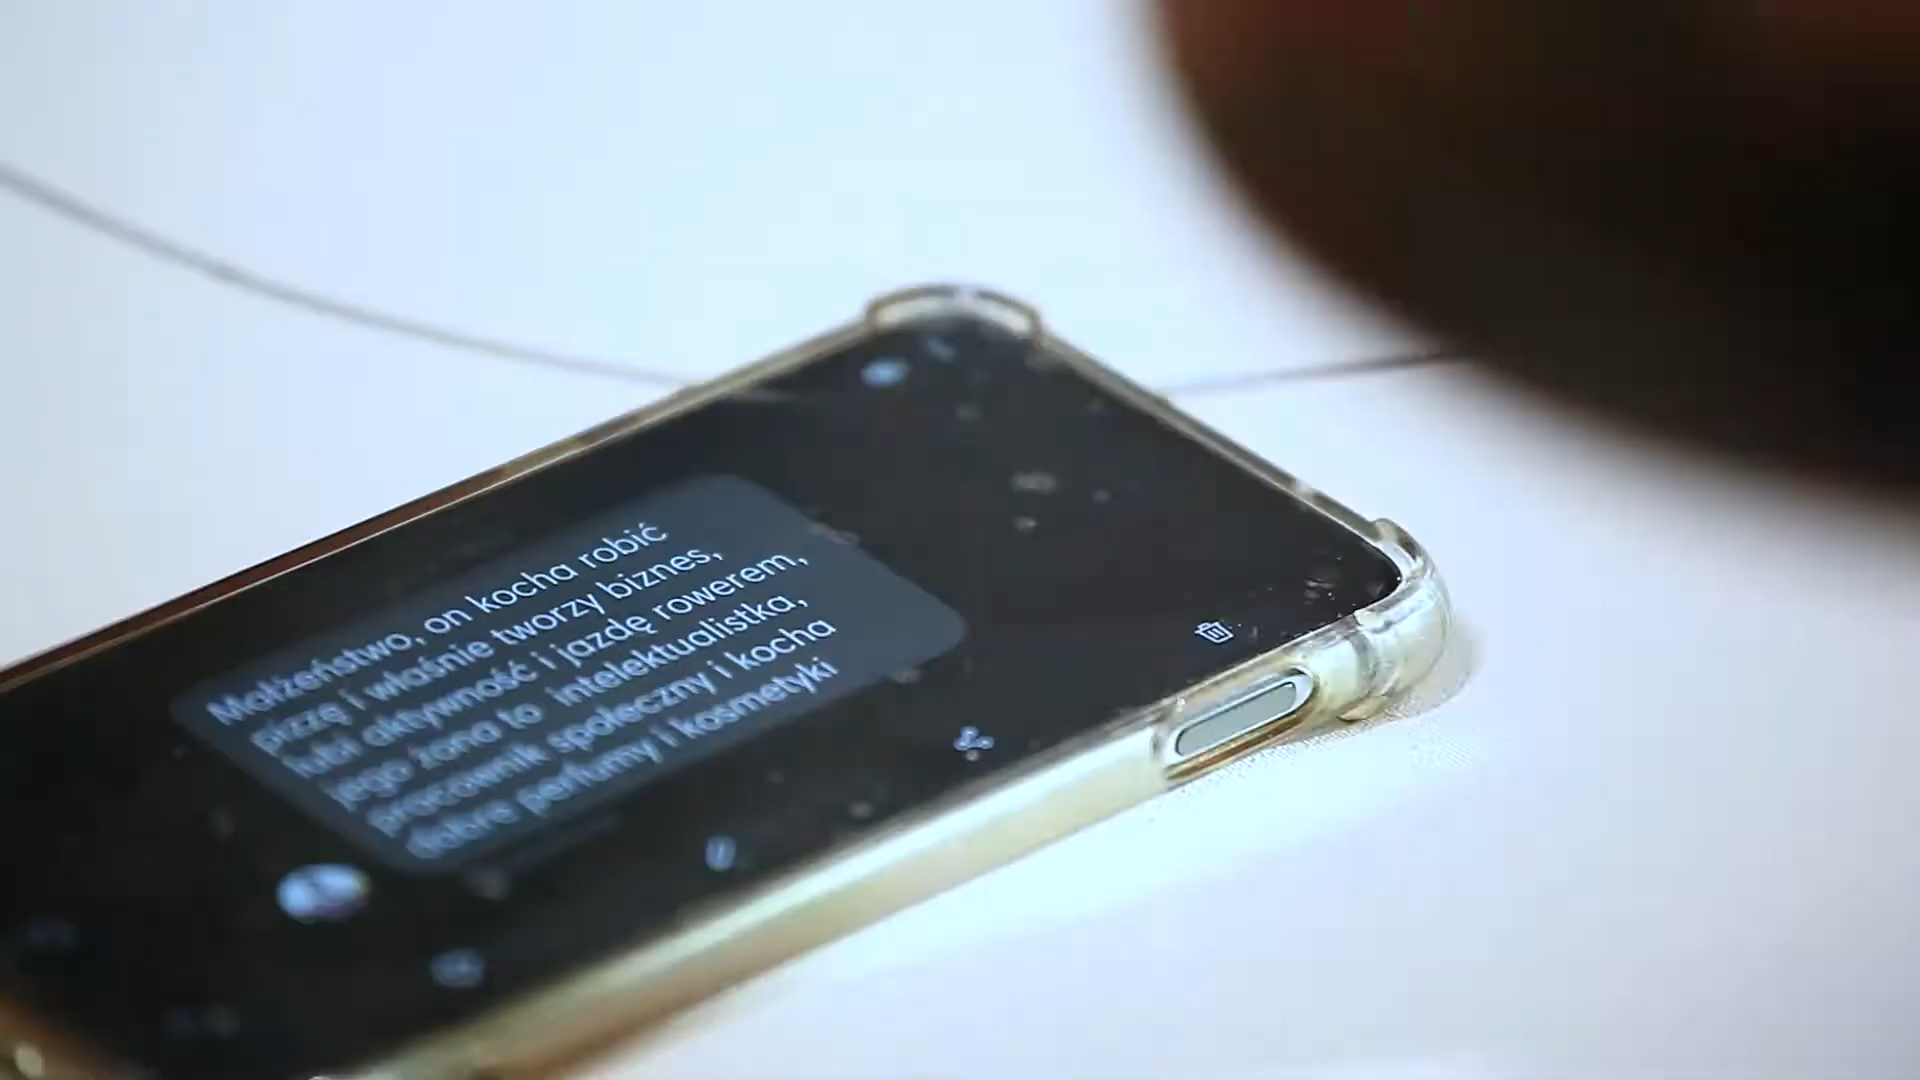 Małżeństwo, on kocha robić
pizzę i właśnie tworzy biznes,
lubi aktywność i jazdę rowerem,
jego żona to intelektualistka,
pracownik społeczny i kocha
dobre perfumy i kosmetyki